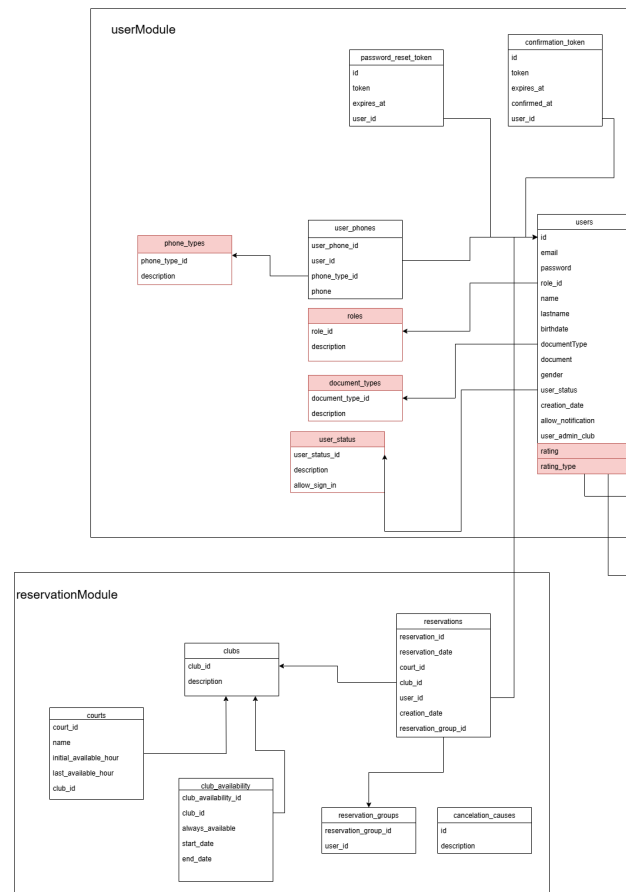 userModule
password_reset_token
id
token
expires_at
user_id
confirmation_token
id
token
expires_at
confirmed_at
user_id
phone_types
phone_type_id
description
user_phones
user_phone_id
user_id
phone_type_id
phone
roles
role_id
description
document_types
document_type_id
description
user_status
user_status_id
description
allow_sign_in
users
id
email
password
role_id
name
lastname
birthdate
documentType
document
gender
user_status
creation_date
allow_notification
user_admin_club
rating
rating_type
reservationModule
clubs
club_id
description
reservations
reservation_id
reservation_date
court_id
club_id
user_id
creation_date
reservation_group_id
courts
court_id
name
initial_available_hour
last_available_hour
club_id
club_availability
club_availability_id
club_id
always_available
start_date
end_date
reservation_groups
reservation_group_id
user_id
cancelation_causes
id
description